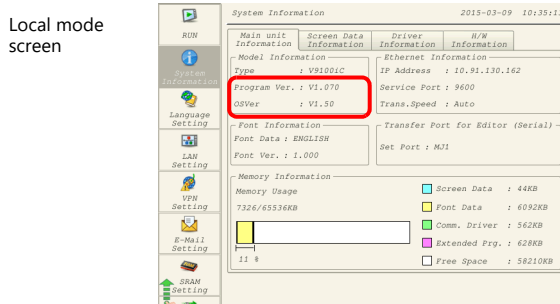 Local mode
screen
RUN
System
Information
Language
Setting
LAN
Setting
VPN
Setting
E-Mail
Setting
SRAM
Setting
System Information 2015-03-09 10:35:1
Main unit Information
Screen Data Information
Driver Information
H/W Information
Model Information
Type : V9100iC
Program Ver. : V1.070
OSVer : V1.50
Ethernet Information
IP Address : 10.91.130.162
Service Port : 9600
Trans.Speed : Auto
Font Information
Font Data : ENGLISH
Font Ver. : 1.000
Transfer Port for Editor (Serial)
Set Port : MJ1
Memory Information
Memory Usage
7326/65536KB
11 %
Screen Data : 44KB
Font Data : 6092KB
Comm. Driver : 562KB
Extended Prg. : 628KB
Free Space : 58210KB